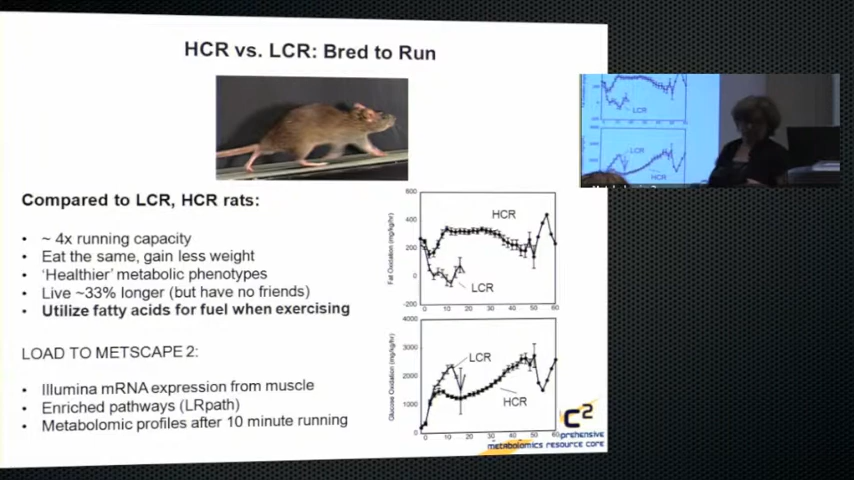 HCR vs. LCR: Bred to Run
Compared to LCR, HCR rats:
• ~ 4x running capacity
• Eat the same, gain less weight
• 'Healthier' metabolic phenotypes
• Live ~33% longer (but have no friends)
• Utilize fatty acids for fuel when exercising
LOAD TO METSCAPE 2:
• Illumina mRNA expression from muscle
• Enriched pathways (LRpath)
• Metabolomic profiles after 10 minute running
600
400
200
0
-200
Fat Oxidation (mg/kg/hr)
HCR
LCR
0 10 20 30 40 50 60
4000
3000
2000
1000
0
Glucose Oxidation (mg/kg/hr)
LCR
HCR
0 10 20 30 40 50 60
C2
prehensive
metabolomics resource core
LCR
LCR
HCR